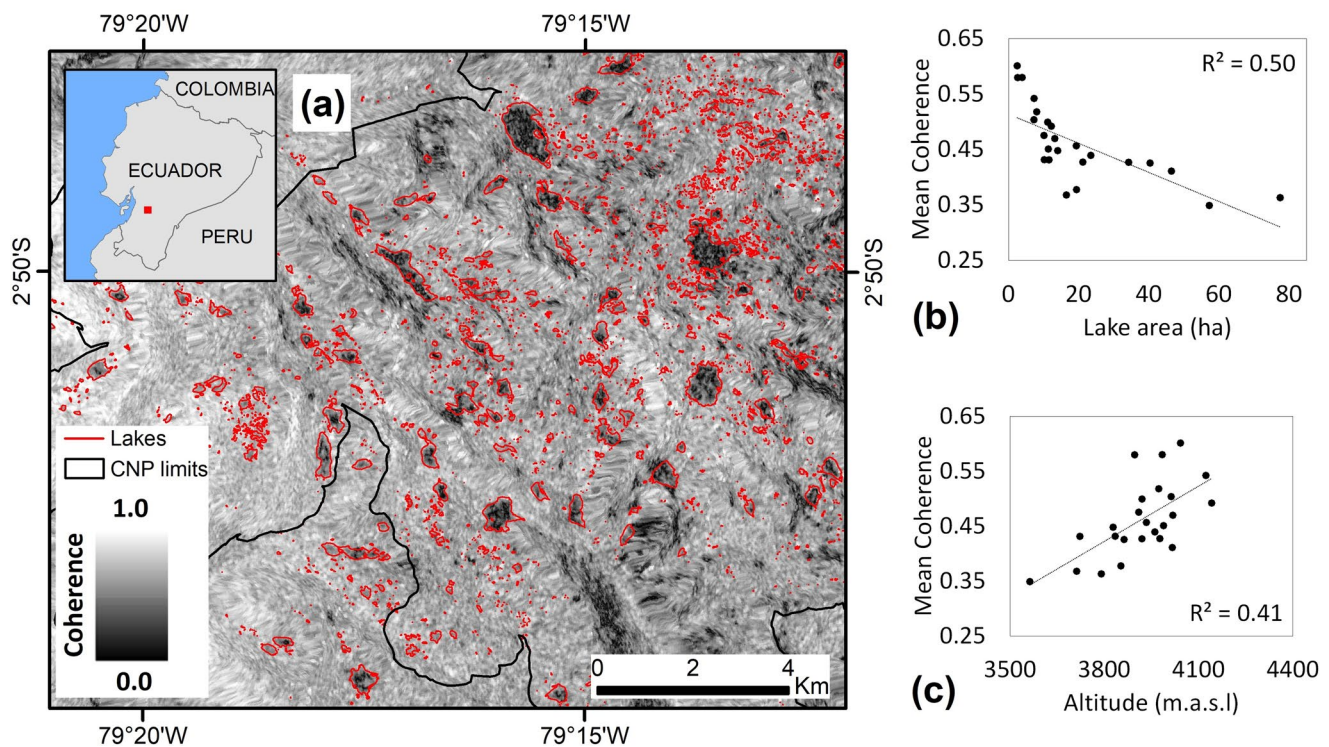 79°20'W
79°15'W
(a)
COLOMBIA
ECUADOR
PERU
2°50'S
2°50'S
Lakes
CNP limits
1.0
Coherence
0.0
0 2 4
Km
79°20'W
79°15'W
0.65
0.55
0.45
0.35
0.25
Mean Coherence
R² = 0.50
0 20 40 60 80
Lake area (ha)
(b)
0.65
0.55
0.45
0.35
0.25
Mean Coherence
R² = 0.41
3500 3800 4100 4400
Altitude (m.a.s.l)
(c)